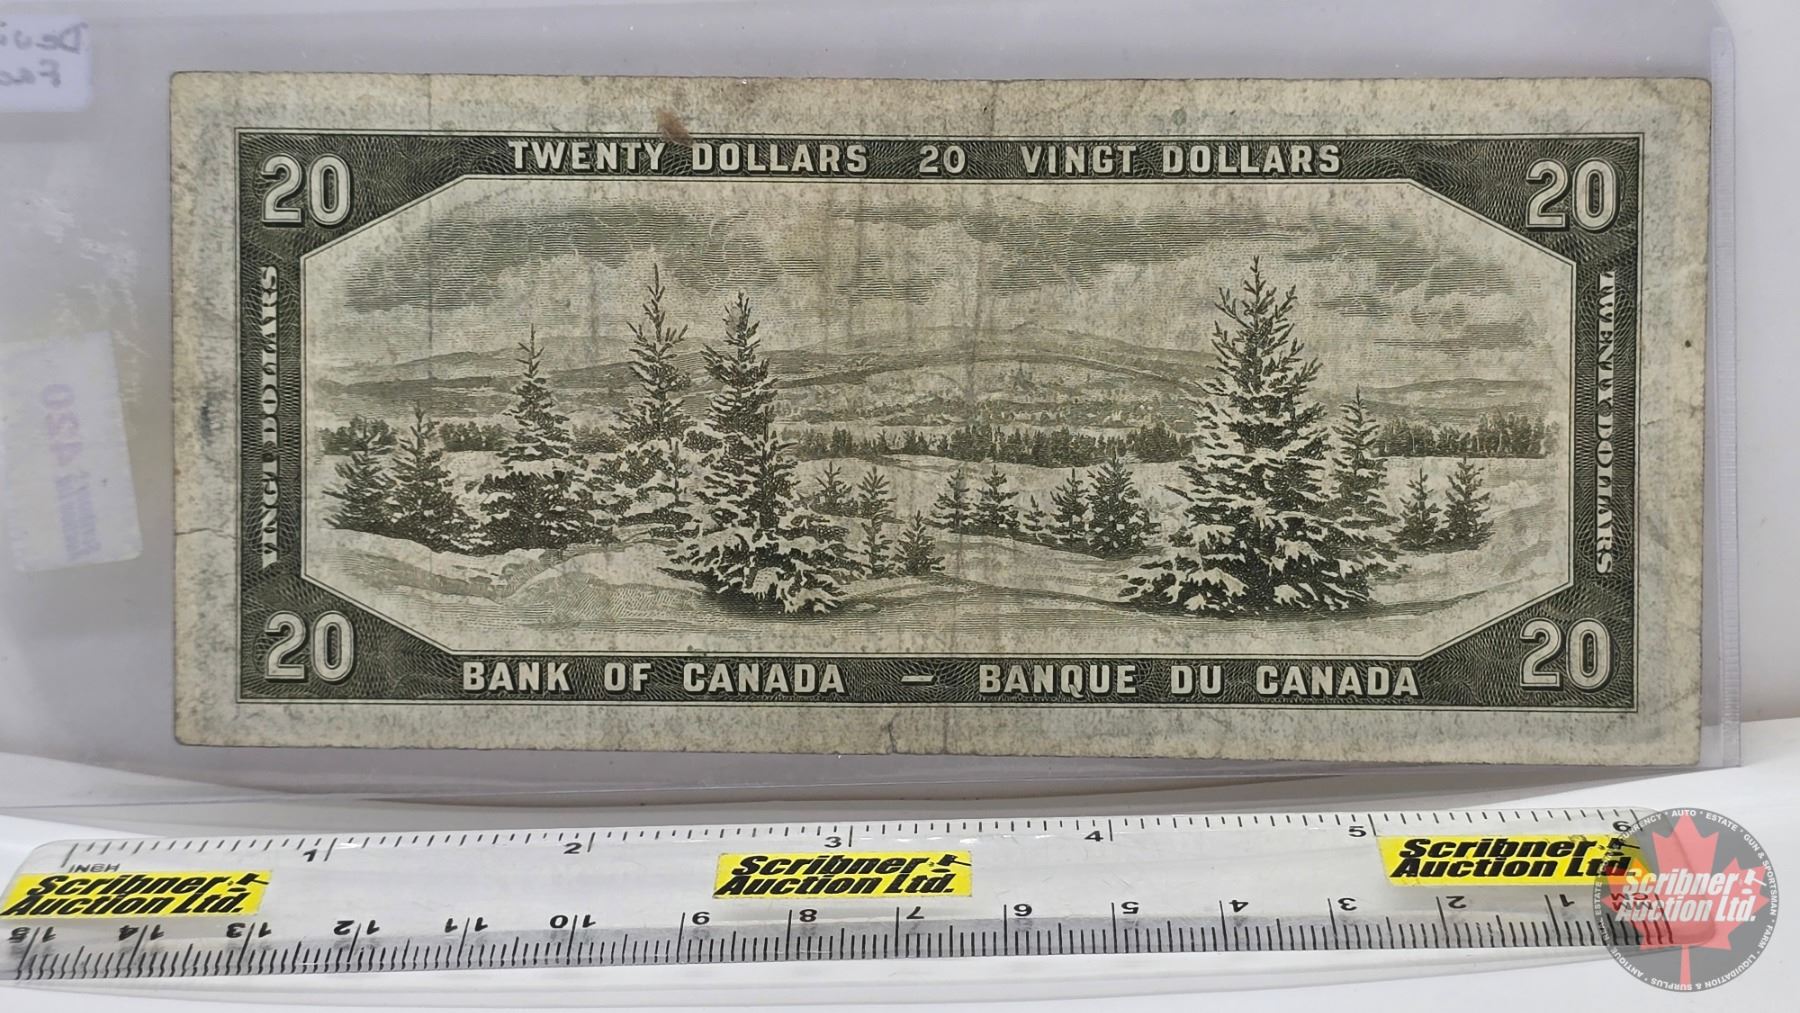 TWENTY DOLLARS 20 VINGT DOLLARS
20
20
VINGT DOLLARS
TWENTY DOLLARS
20
20
BANK OF CANADA — BANQUE DU CANADA
1 2 3 4 5 6
INCH
Scribner
Auction Ltd.
Scribner
Auction Ltd.
Scribner
Auction Ltd.
15 14 13 12 11 10 9 8 7 6 5 4 3 2 1
Scribner
Auction Ltd.